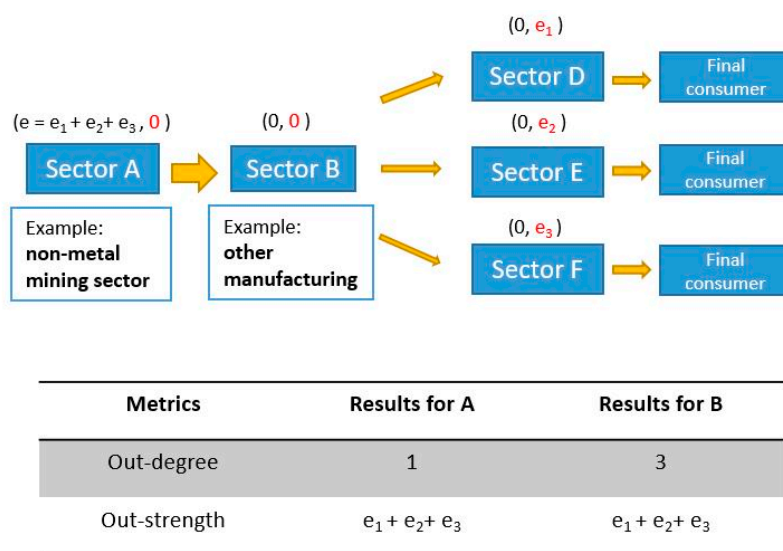 (0, e₁ )
Sector D
Final
consumer
(e = e₁ + e₂+ e₃ , 0 )
(0, 0 )
(0, e₂ )
Sector A
Sector B
Sector E
Final
consumer
Example:
non-metal
mining sector
Example:
other
manufacturing
(0, e₃ )
Sector F
Final
consumer
Metrics Results for A Results for B
Out-degree 1 3
Out-strength e₁ + e₂+ e₃ e₁ + e₂+ e₃